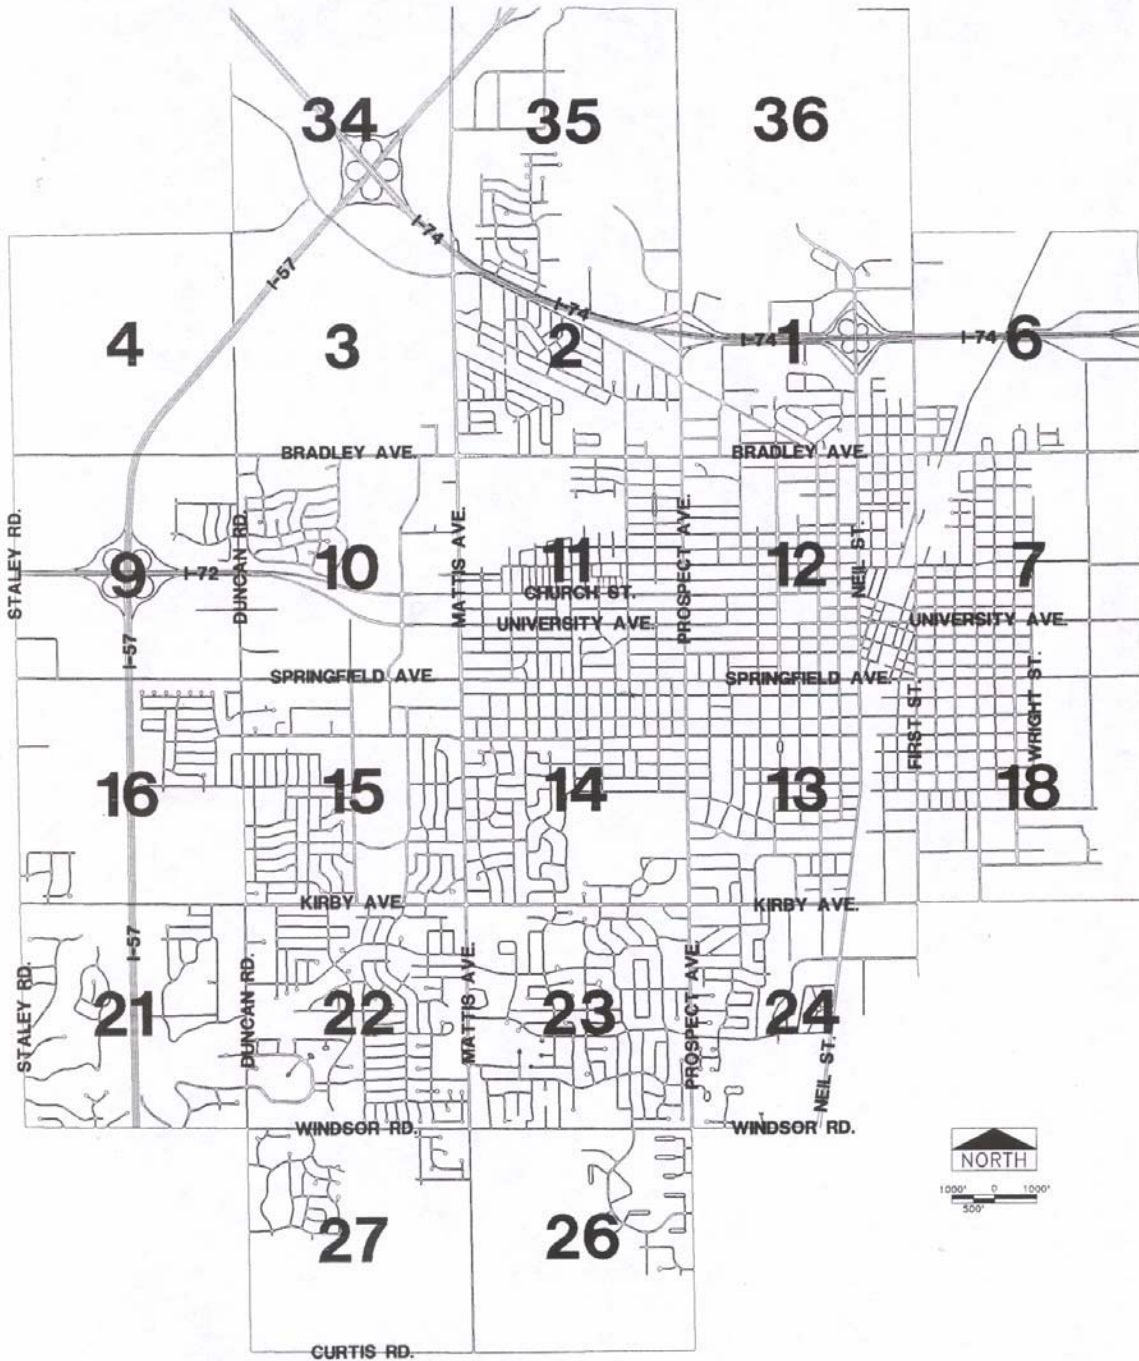 34
35
36
I-74
I-57
I-74
4
3
2
I-74
1
I-74
6
BRADLEY AVE.
BRADLEY AVE.
STALEY RD.
DUNCAN RD.
MATTIS AVE.
PROSPECT AVE.
NEIL ST.
9
I-72
10
11
12
7
CHURCH ST.
UNIVERSITY AVE.
UNIVERSITY AVE.
I-57
SPRINGFIELD AVE.
SPRINGFIELD AVE.
FIRST ST.
WRIGHT ST.
16
15
14
13
18
KIRBY AVE.
KIRBY AVE.
I-57
STALEY RD.
DUNCAN RD.
MATTIS AVE.
PROSPECT AVE.
21
22
23
24
NEIL ST.
WINDSOR RD.
WINDSOR RD.
NORTH
1000' 0 1000'
500'
27
26
CURTIS RD.